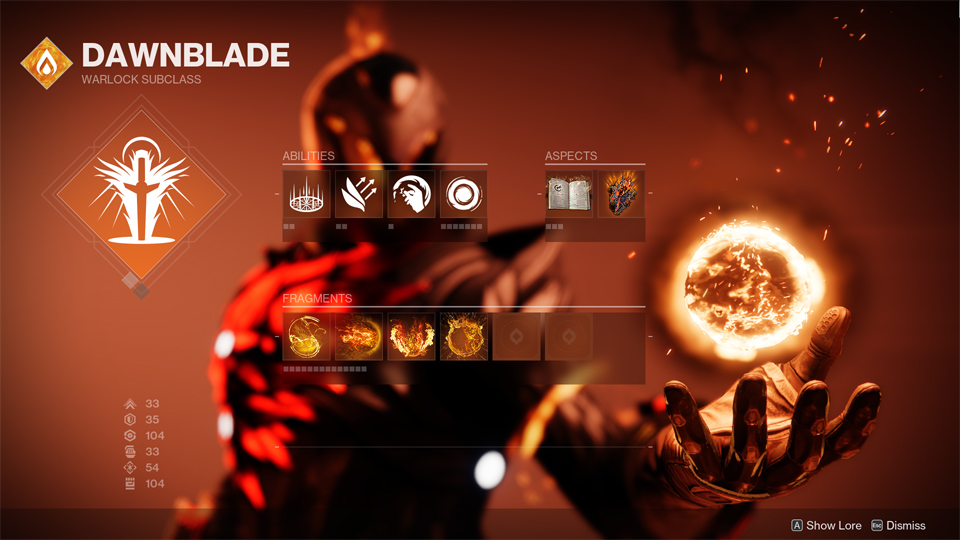 DAWNBLADE
WARLOCK SUBCLASS
ABILITIES
ASPECTS
FRAGMENTS
33
35
104
33
54
104
A Show Lore Esc Dismiss